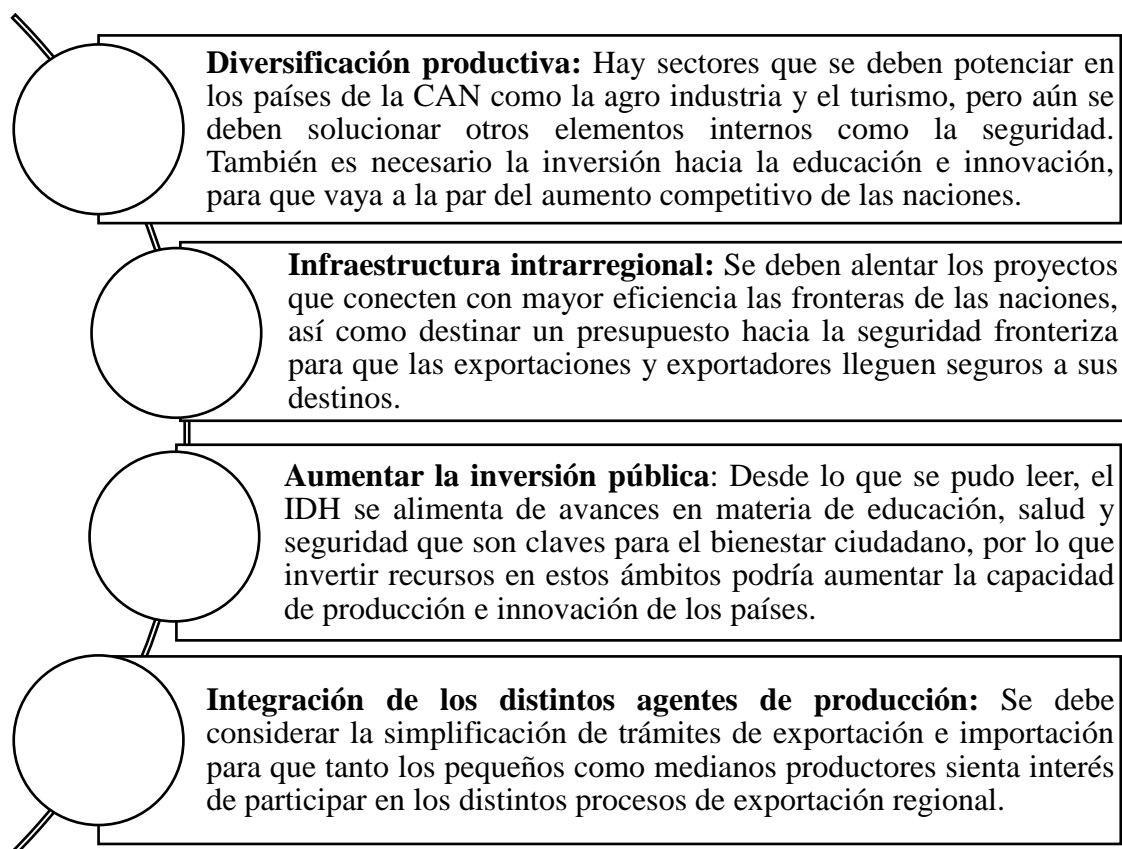 Diversificación productiva: Hay sectores que se deben potenciar en
los países de la CAN como la agro industria y el turismo, pero aún se
deben solucionar otros elementos internos como la seguridad.
También es necesario la inversión hacia la educación e innovación,
para que vaya a la par del aumento competitivo de las naciones.
Infraestructura intrarregional: Se deben alentar los proyectos
que conecten con mayor eficiencia las fronteras de las naciones,
así como destinar un presupuesto hacia la seguridad fronteriza
para que las exportaciones y exportadores lleguen seguros a sus
destinos.
Aumentar la inversión pública: Desde lo que se pudo leer, el
IDH se alimenta de avances en materia de educación, salud y
seguridad que son claves para el bienestar ciudadano, por lo que
invertir recursos en estos ámbitos podría aumentar la capacidad
de producción e innovación de los países.
Integración de los distintos agentes de producción: Se debe
considerar la simplificación de trámites de exportación e importación
para que tanto los pequeños como medianos productores sienta interés
de participar en los distintos procesos de exportación regional.